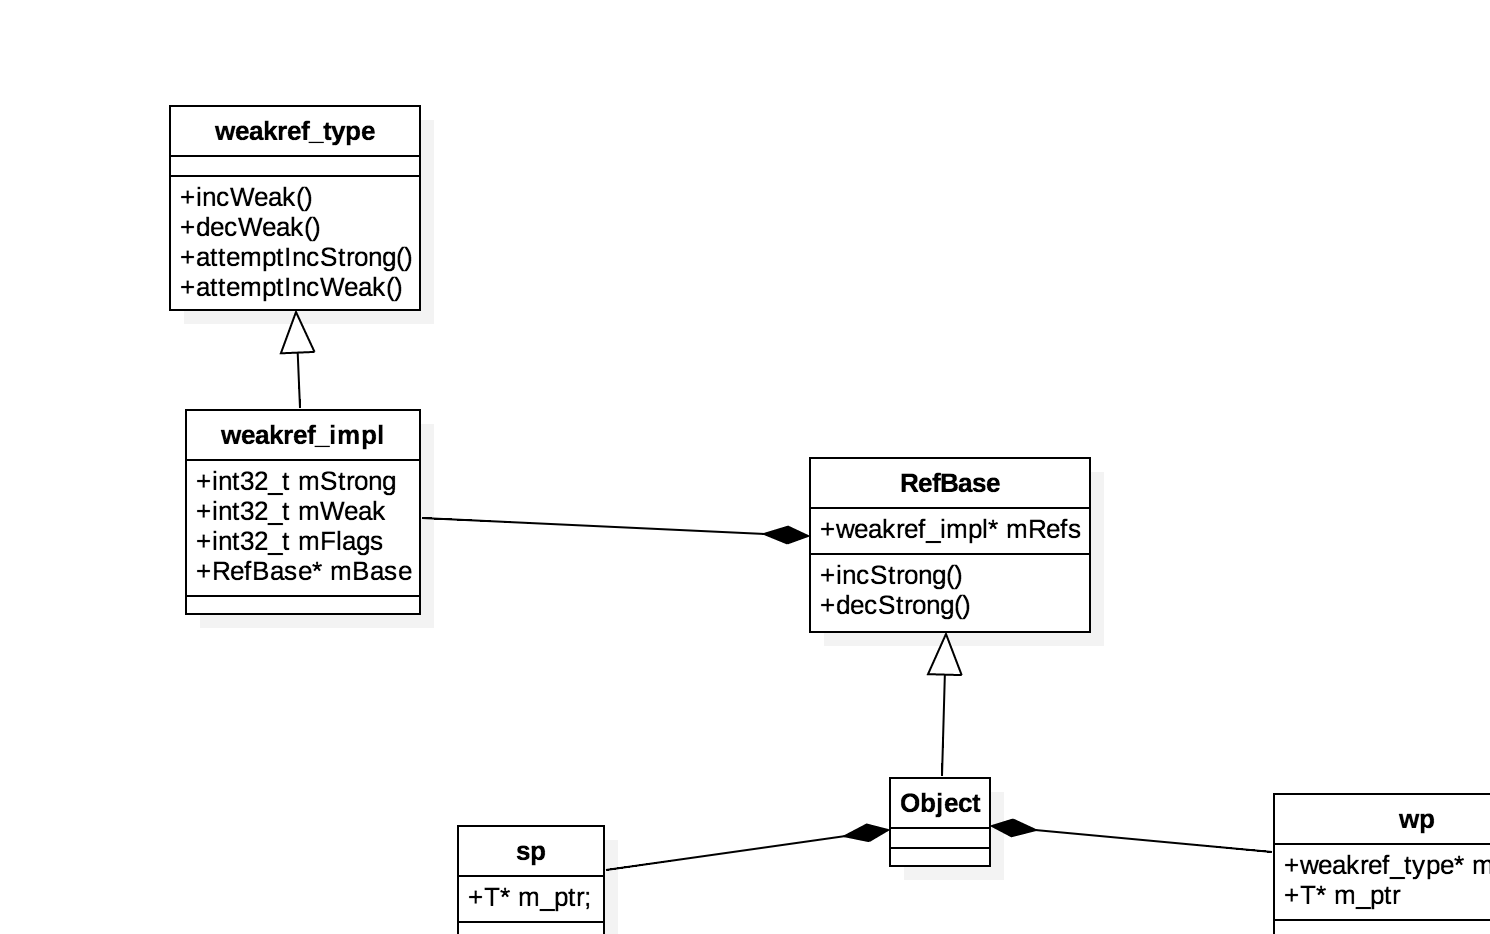 weakref_type
+incWeak()
+decWeak()
+attemptIncStrong()
+attemptIncWeak()
weakref_impl
+int32_t mStrong
+int32_t mWeak
+int32_t mFlags
+RefBase* mBase
RefBase
+weakref_impl* mRefs
+incStrong()
+decStrong()
Object
sp
+T* m_ptr;
wp
+weakref_type*
+T* m_ptr